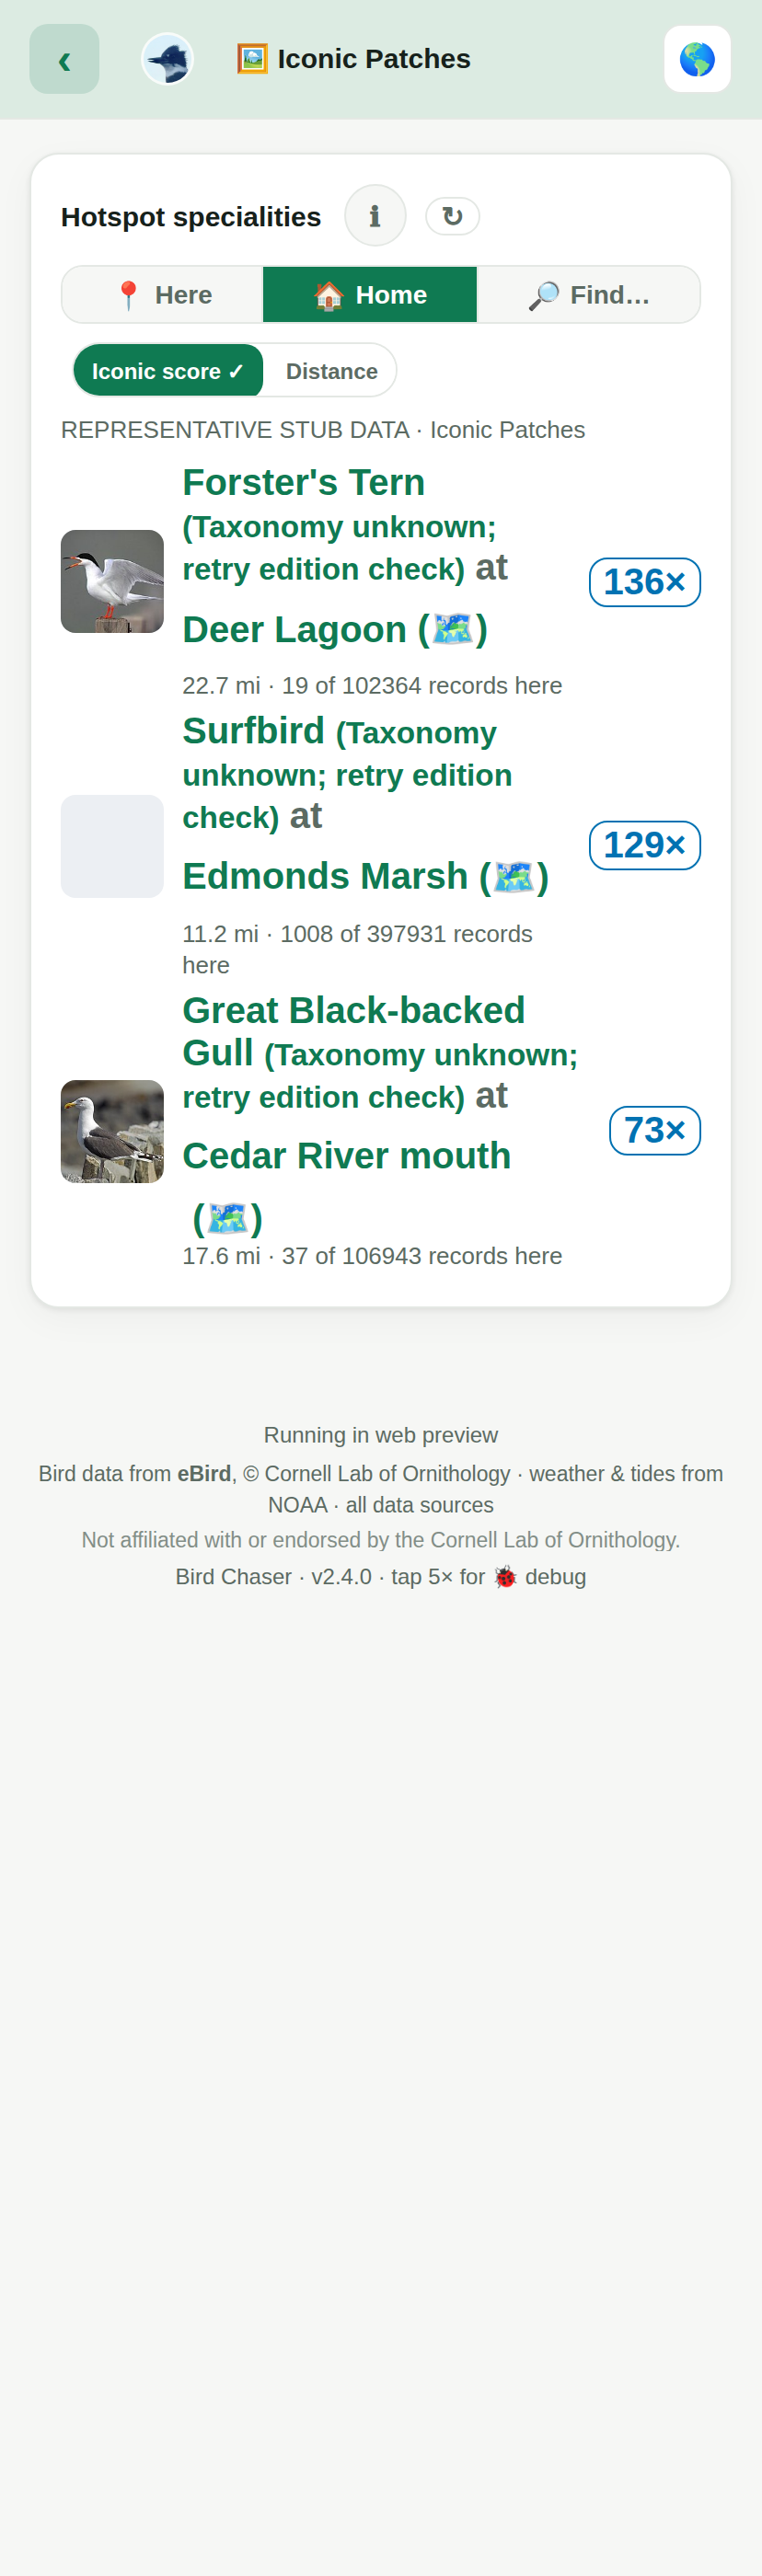 ‹ 🖼️ Iconic Patches 🌎
Hotspot specialities ℹ ↻
📍 Here 🏠 Home 🔎 Find…
Iconic score ✓ Distance
REPRESENTATIVE STUB DATA · Iconic Patches
Forster's Tern
(Taxonomy unknown;
retry edition check) at
136×
Deer Lagoon (🗺️)
22.7 mi · 19 of 102364 records here
Surfbird (Taxonomy
unknown; retry edition
check) at
129×
Edmonds Marsh (🗺️)
11.2 mi · 1008 of 397931 records
here
Great Black-backed
Gull (Taxonomy unknown;
retry edition check) at
73×
Cedar River mouth
(🗺️)
17.6 mi · 37 of 106943 records here
Running in web preview
Bird data from eBird, © Cornell Lab of Ornithology · weather & tides from
NOAA · all data sources
Not affiliated with or endorsed by the Cornell Lab of Ornithology.
Bird Chaser · v2.4.0 · tap 5× for 🐞 debug